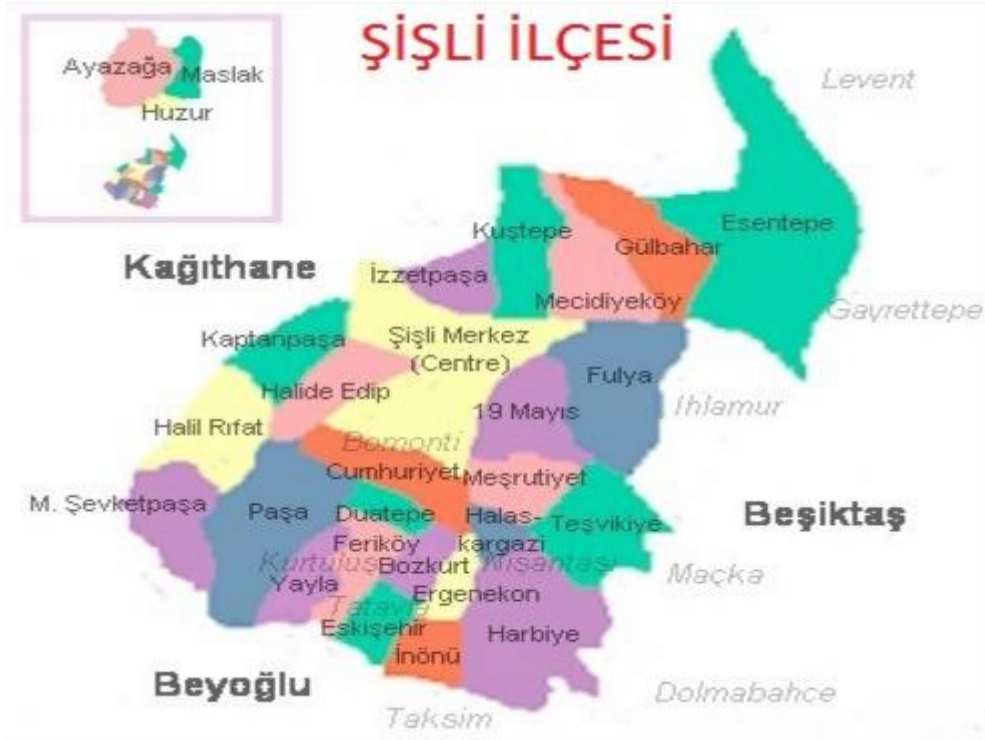 ŞİŞLİ İLÇESİ
Ayazağa
Maslak
Huzur
Levent
Kuştepe
Esentepe
Gülbahar
Kağıthane
İzzetpaşa
Mecidiyeköy
Gayrettepe
Kaptanpaşa
Şişli Merkez
(Centre)
Fulya
Halide Edip
19 Mayıs
Ihlamur
Halil Rıfat
Bomonti
Cumhuriyet
Meşrutiyet
M. Şevketpaşa
Paşa
Duatepe
Halas-
kargazi
Teşvikiye
Beşiktaş
Feriköy
Kurtuluş
Bozkurt
Nişantaşı
Maçka
Yayla
Ergenekon
Tatavla
Eskişehir
Harbiye
İnönü
Beyoğlu
Dolmabahce
Taksim